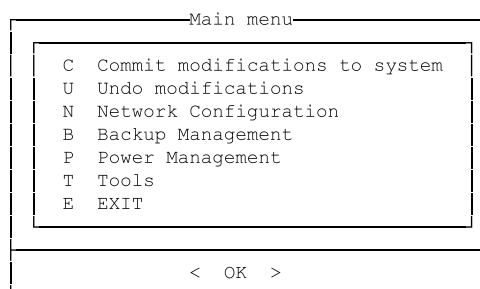 Main menu
C Commit modifications to system
U Undo modifications
N Network Configuration
B Backup Management
P Power Management
T Tools
E EXIT
< OK >